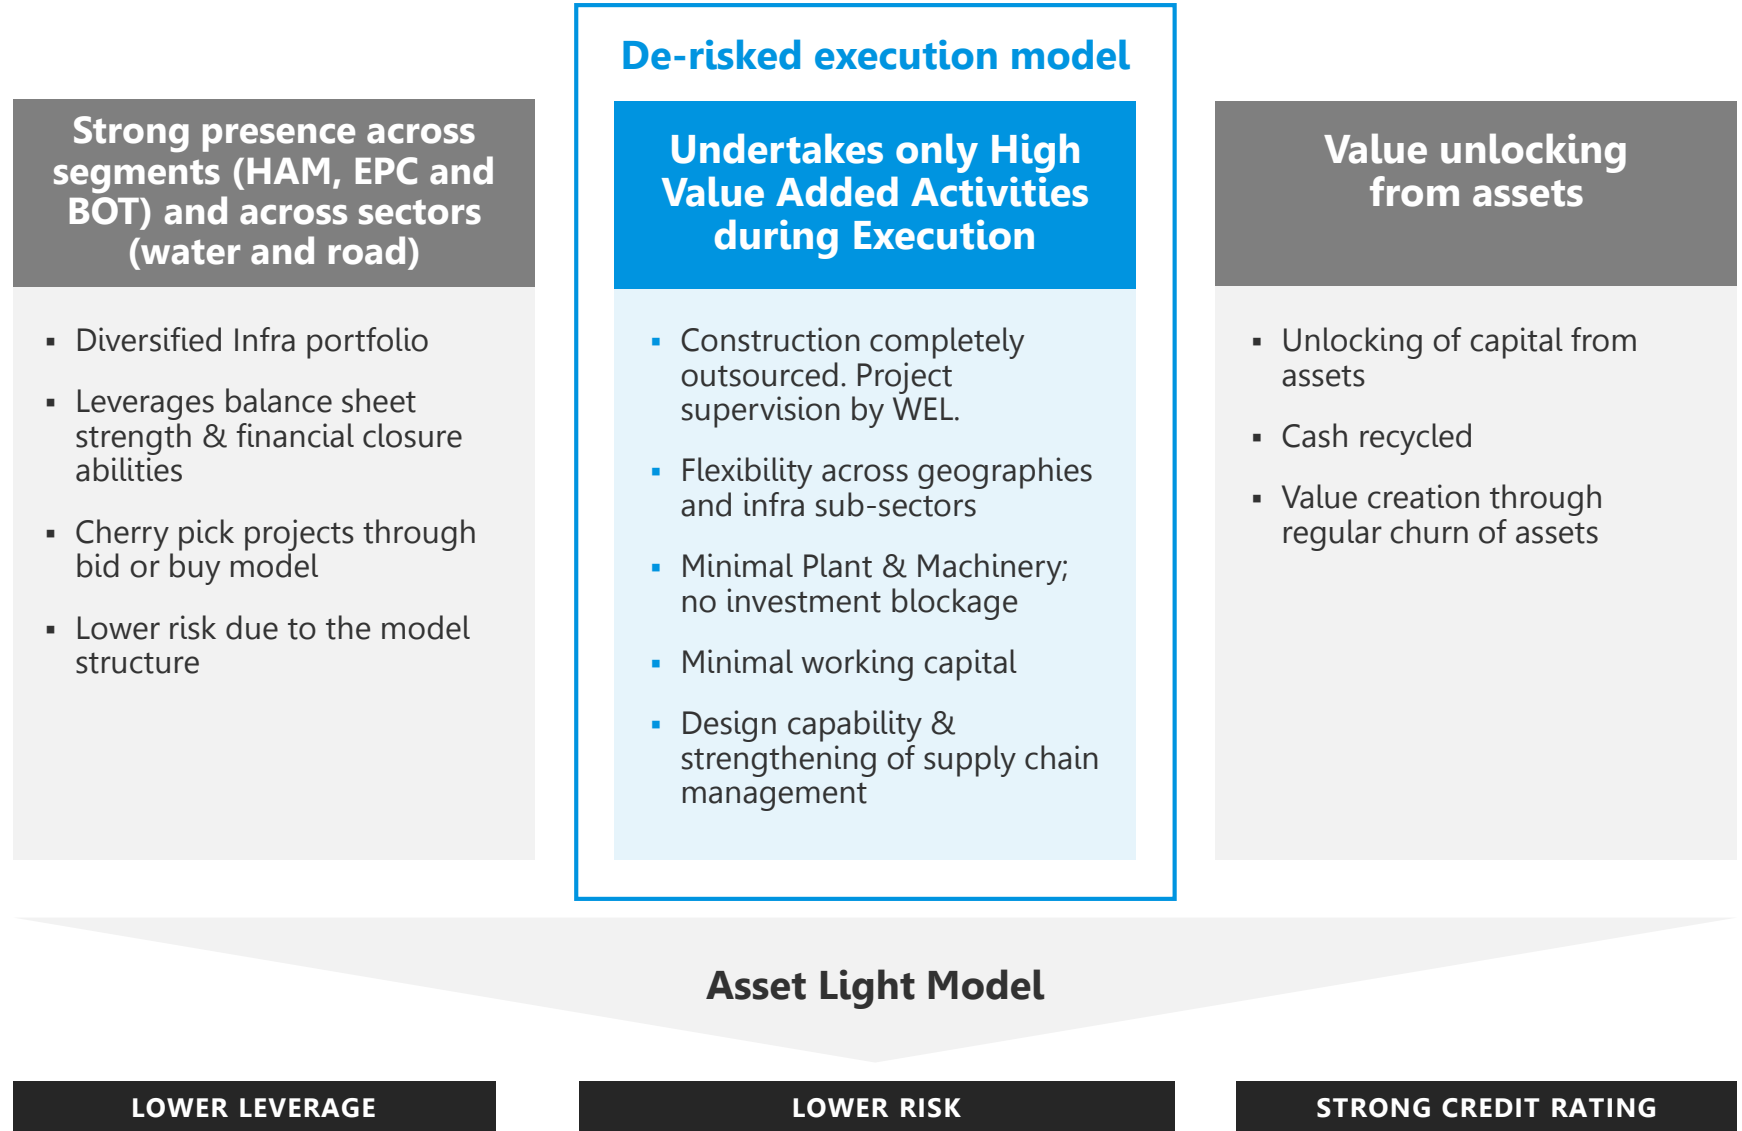 De-risked execution model
Strong presence across
segments (HAM, EPC and
BOT) and across sectors
(water and road)
▪ Diversified Infra portfolio
▪ Leverages balance sheet
strength & financial closure
abilities
▪ Cherry pick projects through
bid or buy model
▪ Lower risk due to the model
structure
Undertakes only High
Value Added Activities
during Execution
▪ Construction completely
outsourced. Project
supervision by WEL.
▪ Flexibility across geographies
and infra sub-sectors
▪ Minimal Plant & Machinery;
no investment blockage
▪ Minimal working capital
▪ Design capability &
strengthening of supply chain
management
Value unlocking
from assets
▪ Unlocking of capital from
assets
▪ Cash recycled
▪ Value creation through
regular churn of assets
Asset Light Model
LOWER LEVERAGE
LOWER RISK
STRONG CREDIT RATING